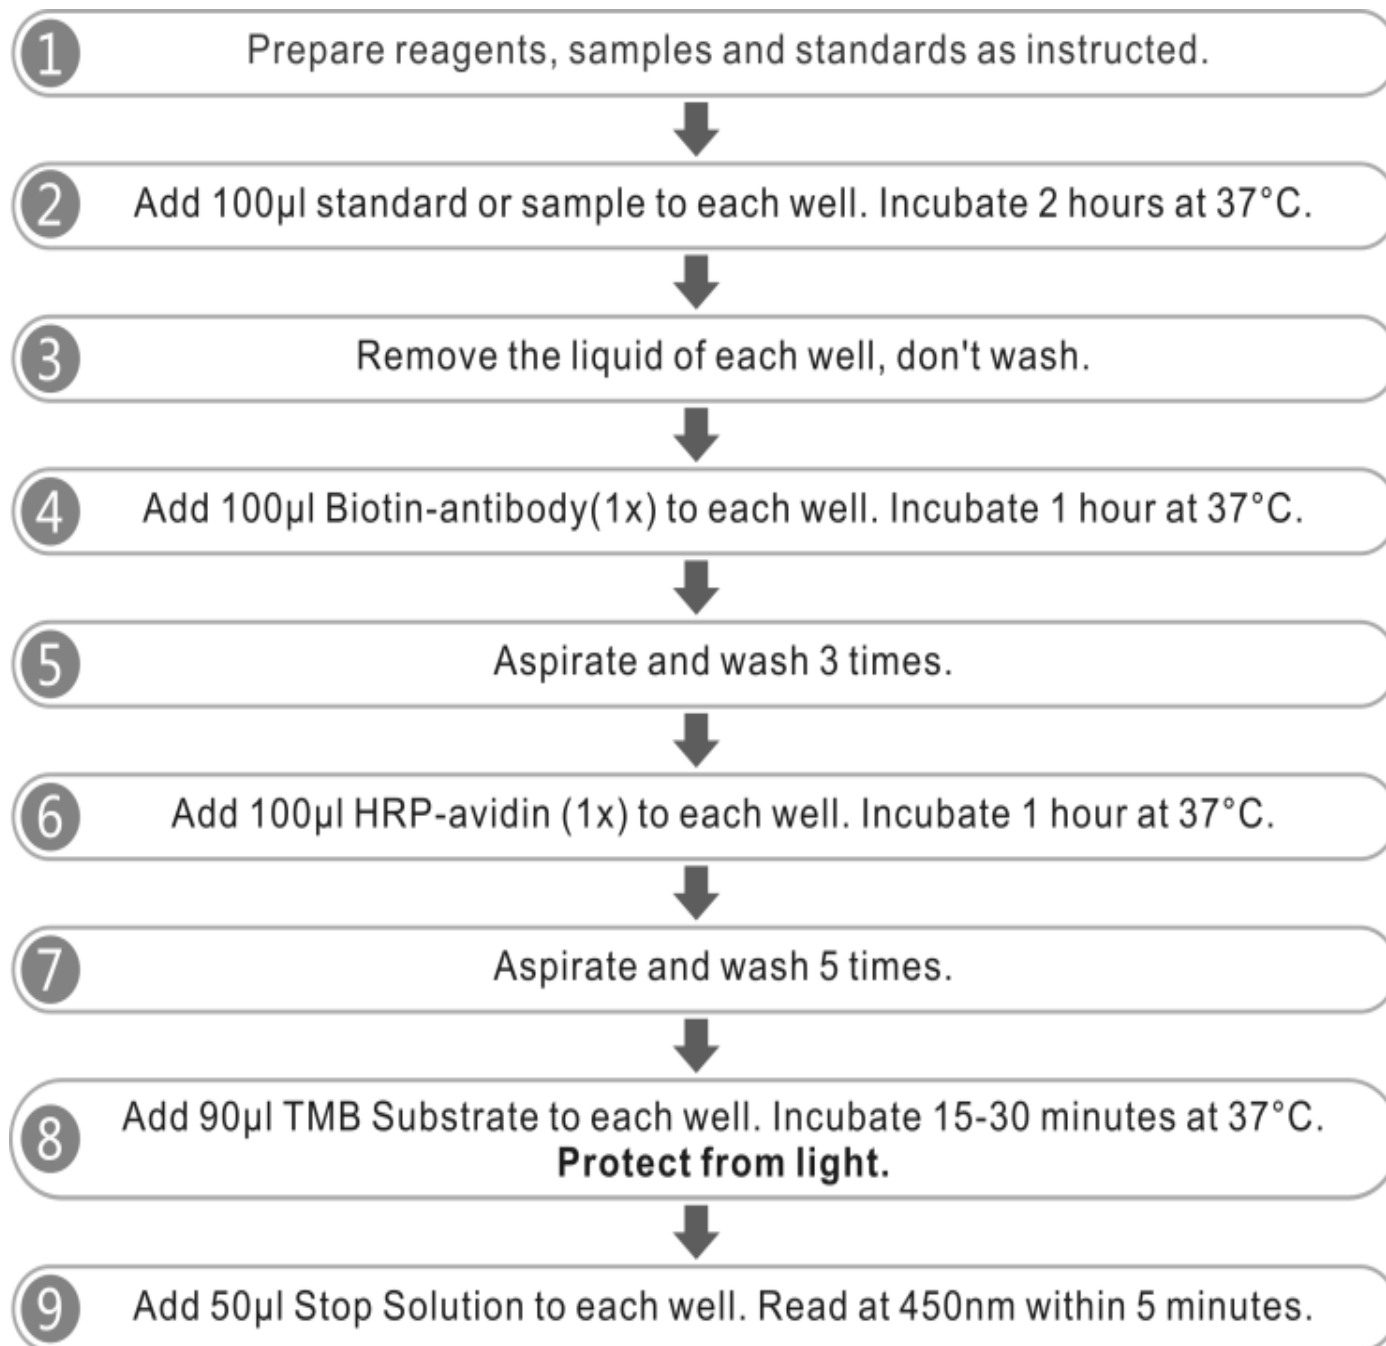 1 Prepare reagents, samples and standards as instructed.
2 Add 100µl standard or sample to each well. Incubate 2 hours at 37°C.
3 Remove the liquid of each well, don't wash.
4 Add 100µl Biotin-antibody(1x) to each well. Incubate 1 hour at 37°C.
5 Aspirate and wash 3 times.
6 Add 100µl HRP-avidin (1x) to each well. Incubate 1 hour at 37°C.
7 Aspirate and wash 5 times.
8 Add 90µl TMB Substrate to each well. Incubate 15-30 minutes at 37°C.
Protect from light.
9 Add 50µl Stop Solution to each well. Read at 450nm within 5 minutes.